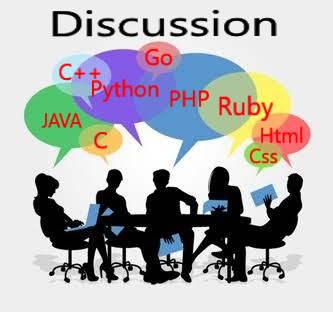 Discussion
Go
C++
Python
PHP
Ruby
JAVA
C
Html
Css